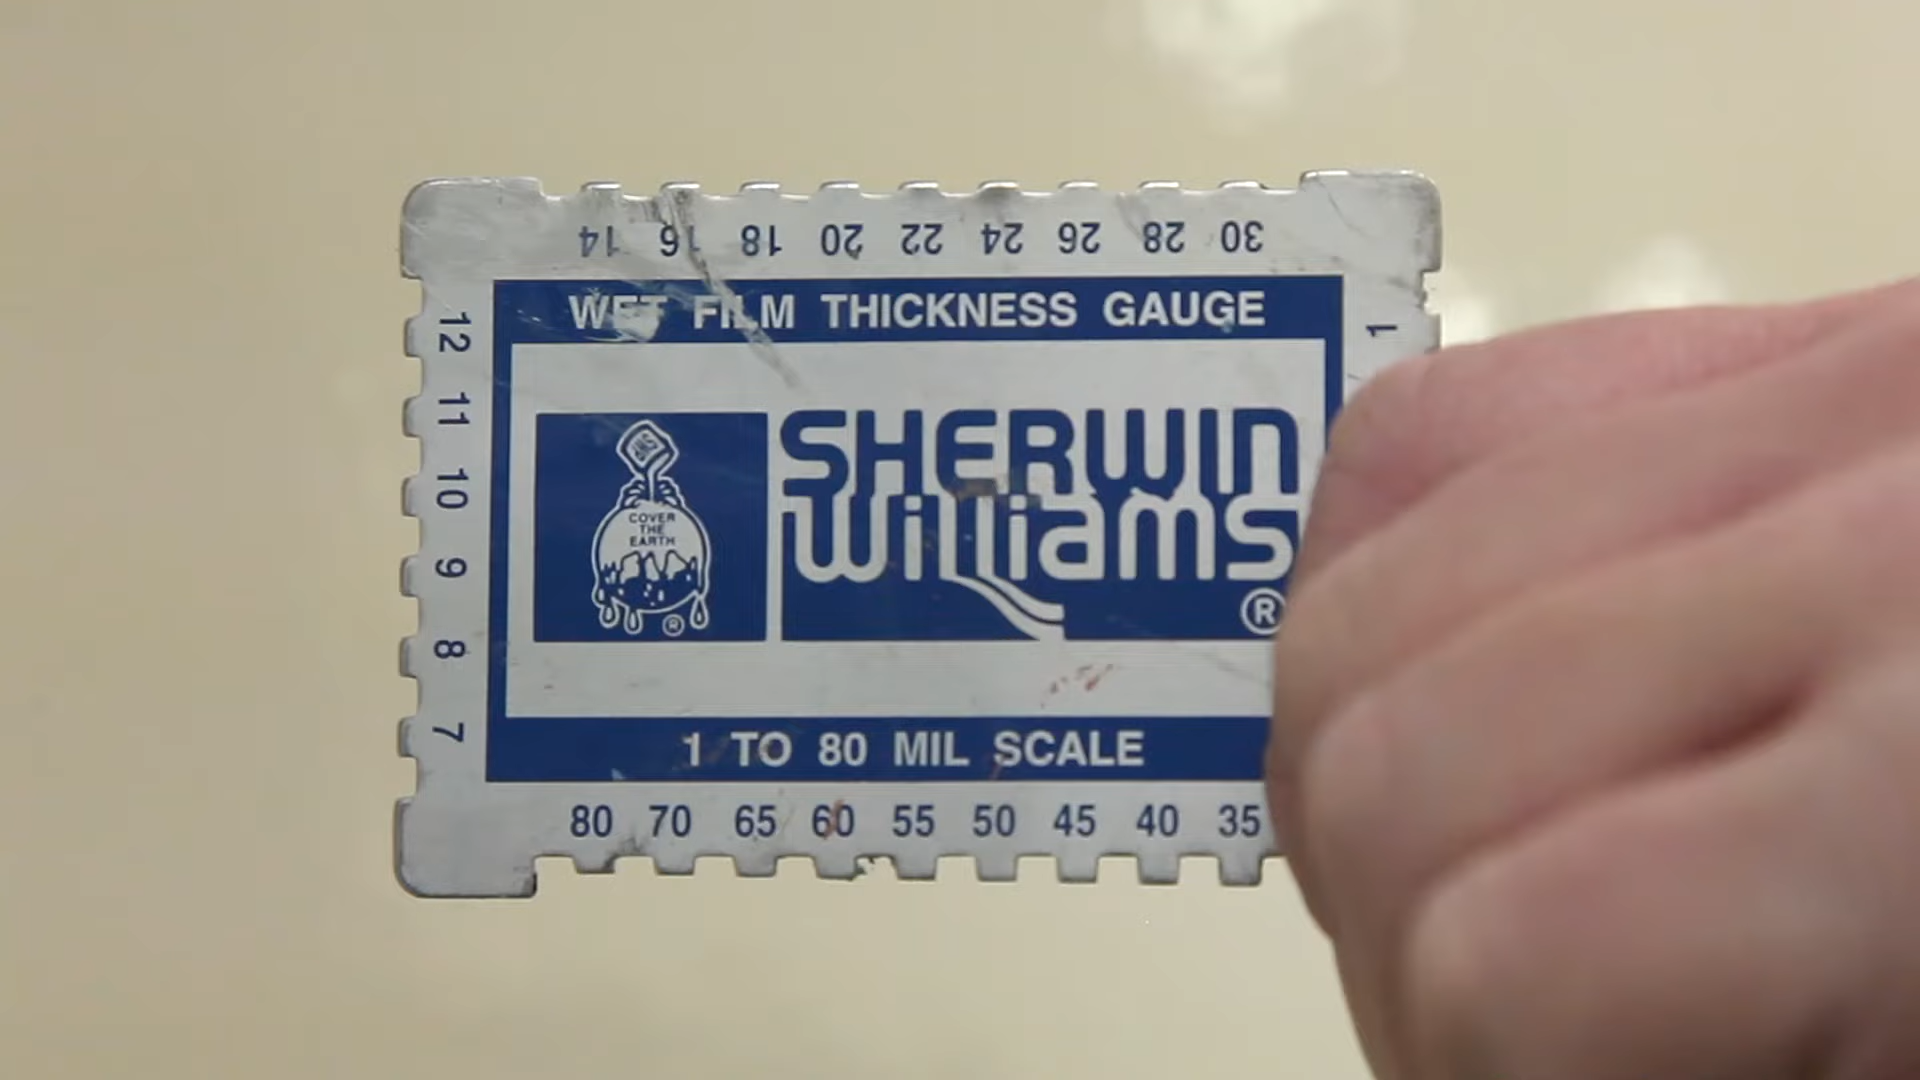 14 16 18 20 22 24 26 28 30
WET FILM THICKNESS GAUGE
12
11
10
9
8
7
1
SWP
COVER
THE
EARTH
®
SHERWIN
WILLIAMS
®
1 TO 80 MIL SCALE
80 70 65 60 55 50 45 40 35